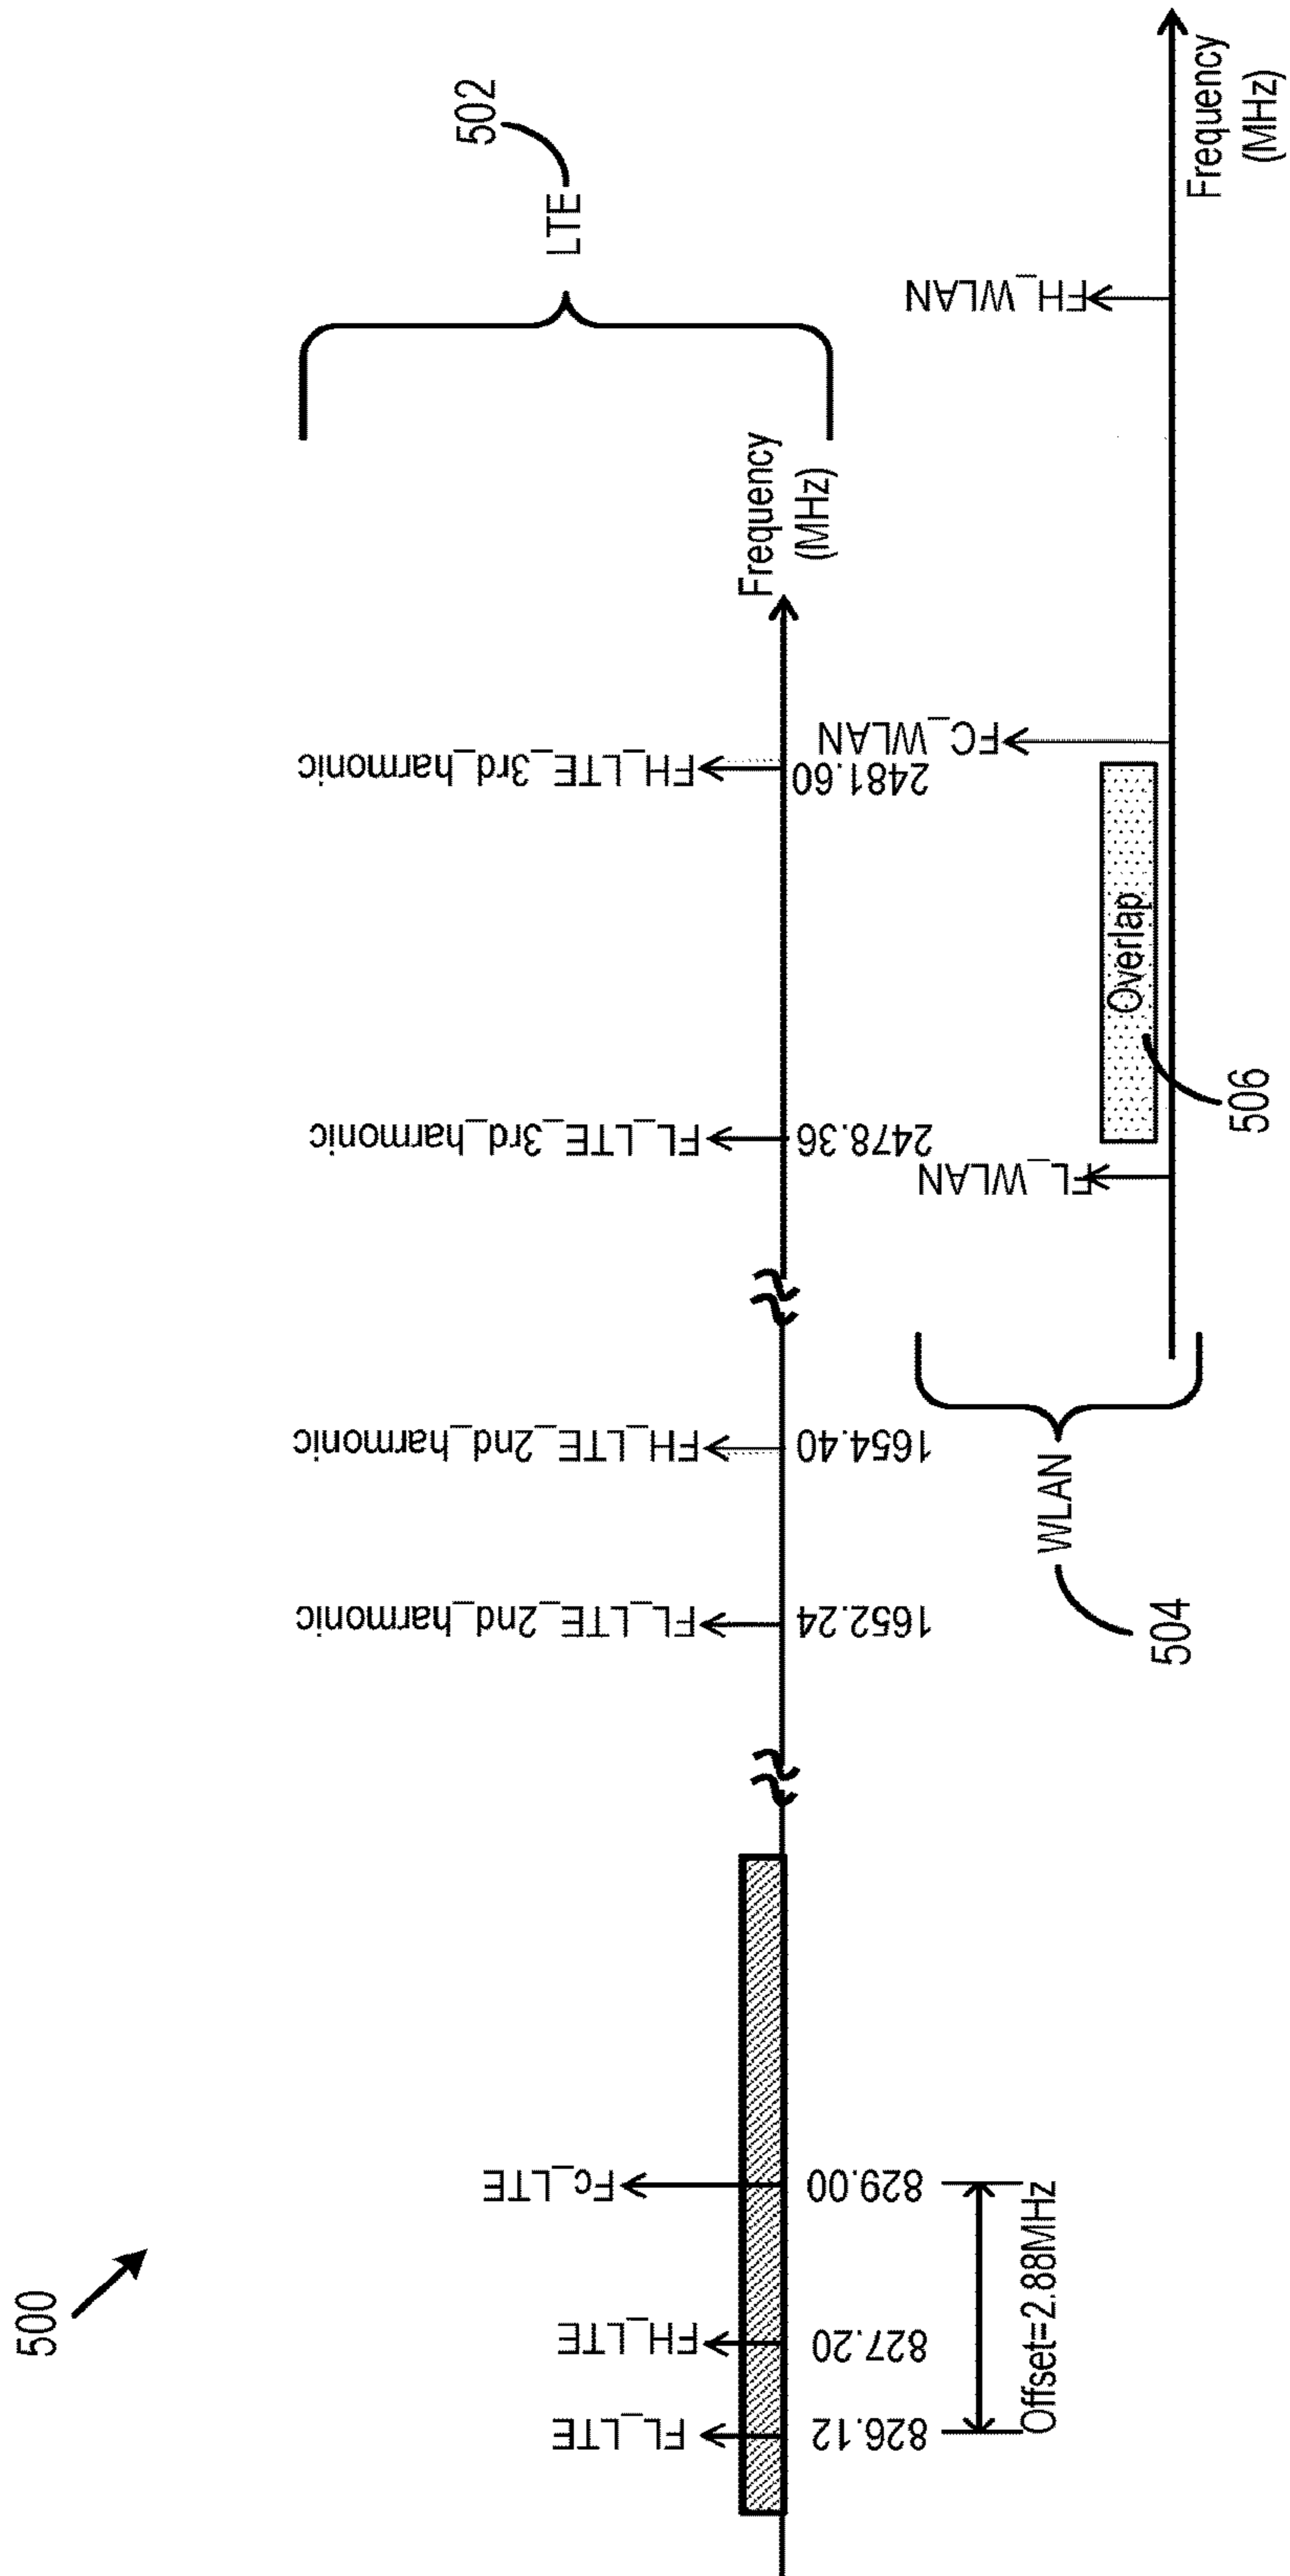 500
502
LTE
FL_LTE
FH_LTE
Fc_LTE
FL_LTE_2nd_harmonic
FH_LTE_2nd_harmonic
FL_LTE_3rd_harmonic
FH_LTE_3rd_harmonic
826.12
827.20
829.00
1652.24
1654.40
2478.36
2481.60
Frequency
(MHz)
Offset=2.88MHz
504
WLAN
FL_WLAN
FC_WLAN
FH_WLAN
Overlap
506
Frequency
(MHz)